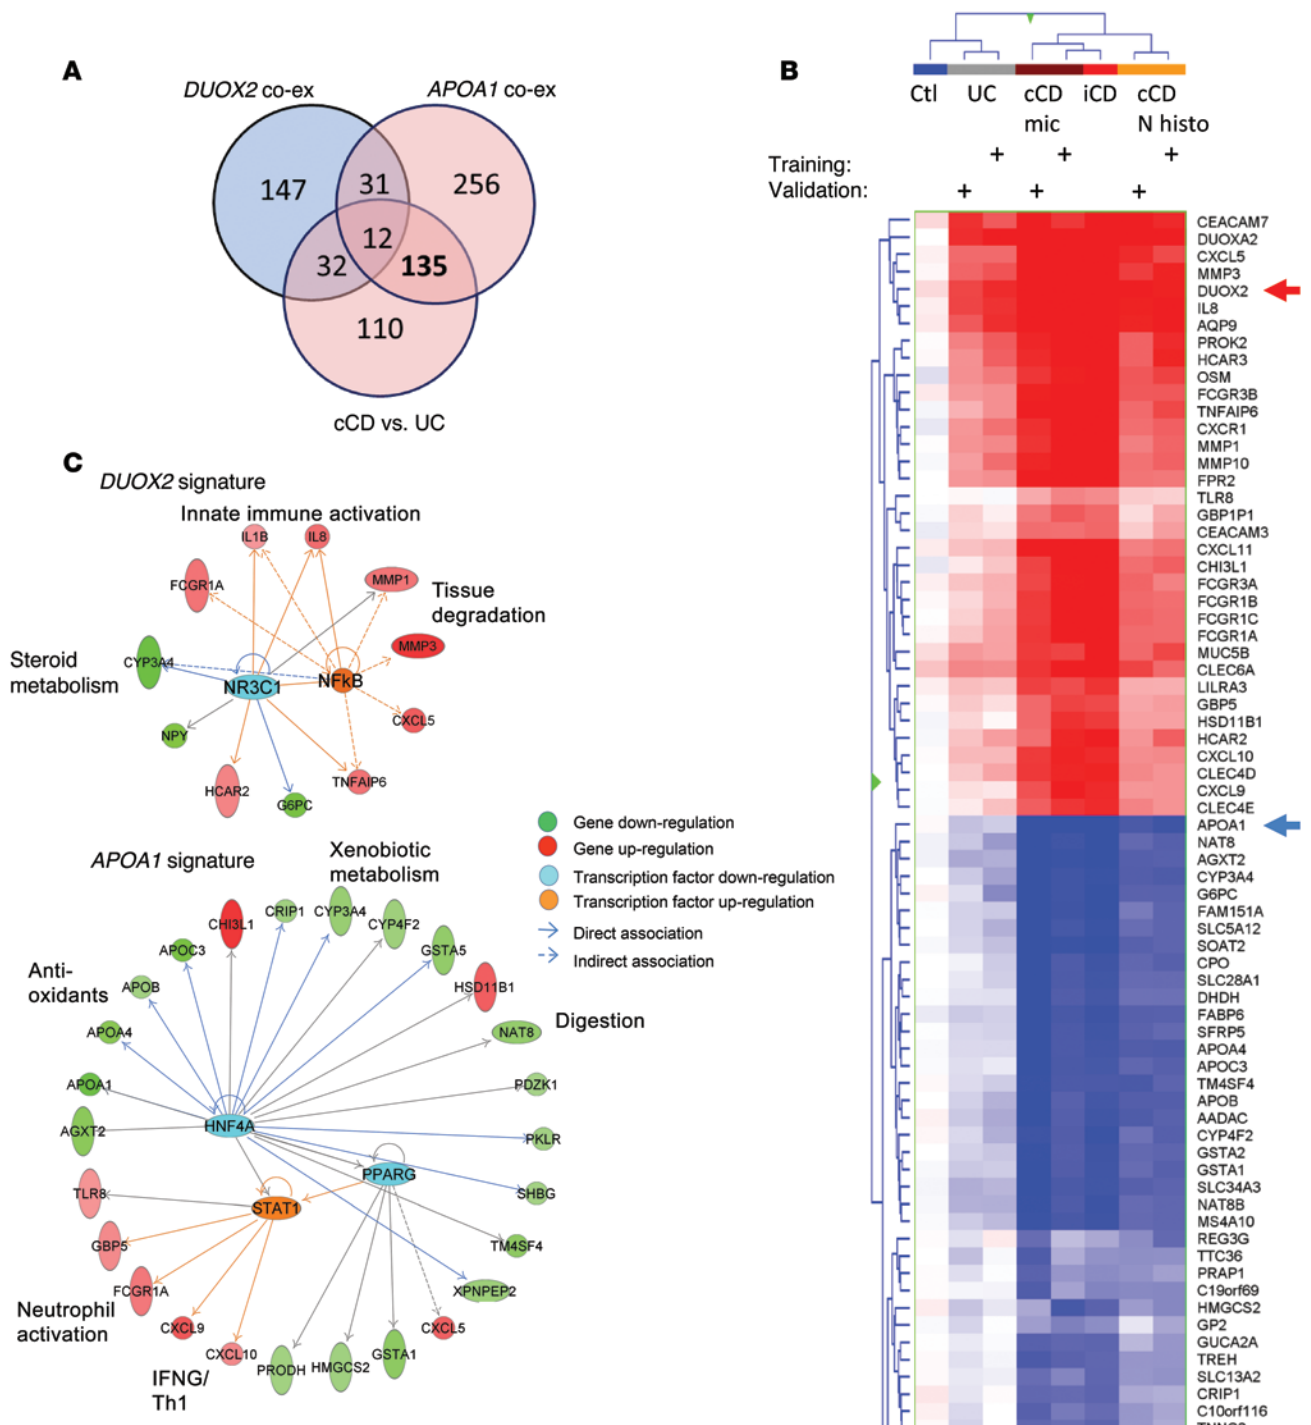 A
DUOX2 co-ex
APOA1 co-ex
147
31
256
12
32
135
110
cCD vs. UC
B
Ctl
UC
cCD
iCD
cCD
mic
N histo
Training:
+
+
+
Validation:
+
+
+
CEACAM7
DUOXA2
CXCL5
MMP3
DUOX2
IL8
AQP9
PROK2
HCAR3
OSM
FCGR3B
TNFAIP6
CXCR1
MMP1
MMP10
FPR2
TLR8
GBP1P1
CEACAM3
CXCL11
CHI3L1
FCGR3A
FCGR1B
FCGR1C
FCGR1A
MUC5B
CLEC6A
LILRA3
GBP5
HSD11B1
HCAR2
CXCL10
CLEC4D
CXCL9
CLEC4E
APOA1
NAT8
AGXT2
CYP3A4
G6PC
FAM151A
SLC5A12
SOAT2
CPO
SLC28A1
DHDH
FABP6
SFRP5
APOA4
APOC3
TM4SF4
APOB
AADAC
CYP4F2
GSTA2
GSTA1
SLC34A3
NAT8B
MS4A10
REG3G
TTC36
PRAP1
C19orf69
HMGCS2
GP2
GUCA2A
TREH
SLC13A2
CRIP1
C10orf116
C
DUOX2 signature
Innate immune activation
IL1B
IL8
FCGR1A
MMP1
Tissue
degradation
MMP3
Steroid
metabolism
CYP3A4
NR3C1
NFkB
CXCL5
NPY
HCAR2
G6PC
TNFAIP6
Gene down-regulation
Gene up-regulation
Transcription factor down-regulation
Transcription factor up-regulation
Direct association
Indirect association
APOA1 signature
Xenobiotic
metabolism
CHI3L1
CRIP1
CYP3A4
CYP4F2
APOC3
GSTA5
Anti-
oxidants
APOB
HSD11B1
Digestion
APOA4
NAT8
APOA1
PDZK1
AGXT2
HNF4A
PKLR
PPARG
TLR8
SHBG
STAT1
GBP5
TM4SF4
FCGR1A
XPNPEP2
Neutrophil
activation
CXCL9
CXCL5
CXCL10
PRODH
HMGCS2
GSTA1
IFNG/
Th1